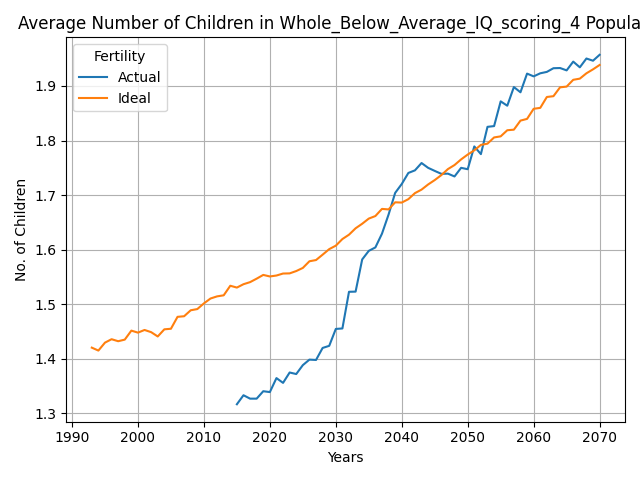 Average Number of Children in Whole_Below_Average_IQ_scoring_4 Popula
Fertility
Actual
Ideal
No. of Children
1.9
1.8
1.7
1.6
1.5
1.4
1.3
1990 2000 2010 2020 2030 2040 2050 2060 2070
Years